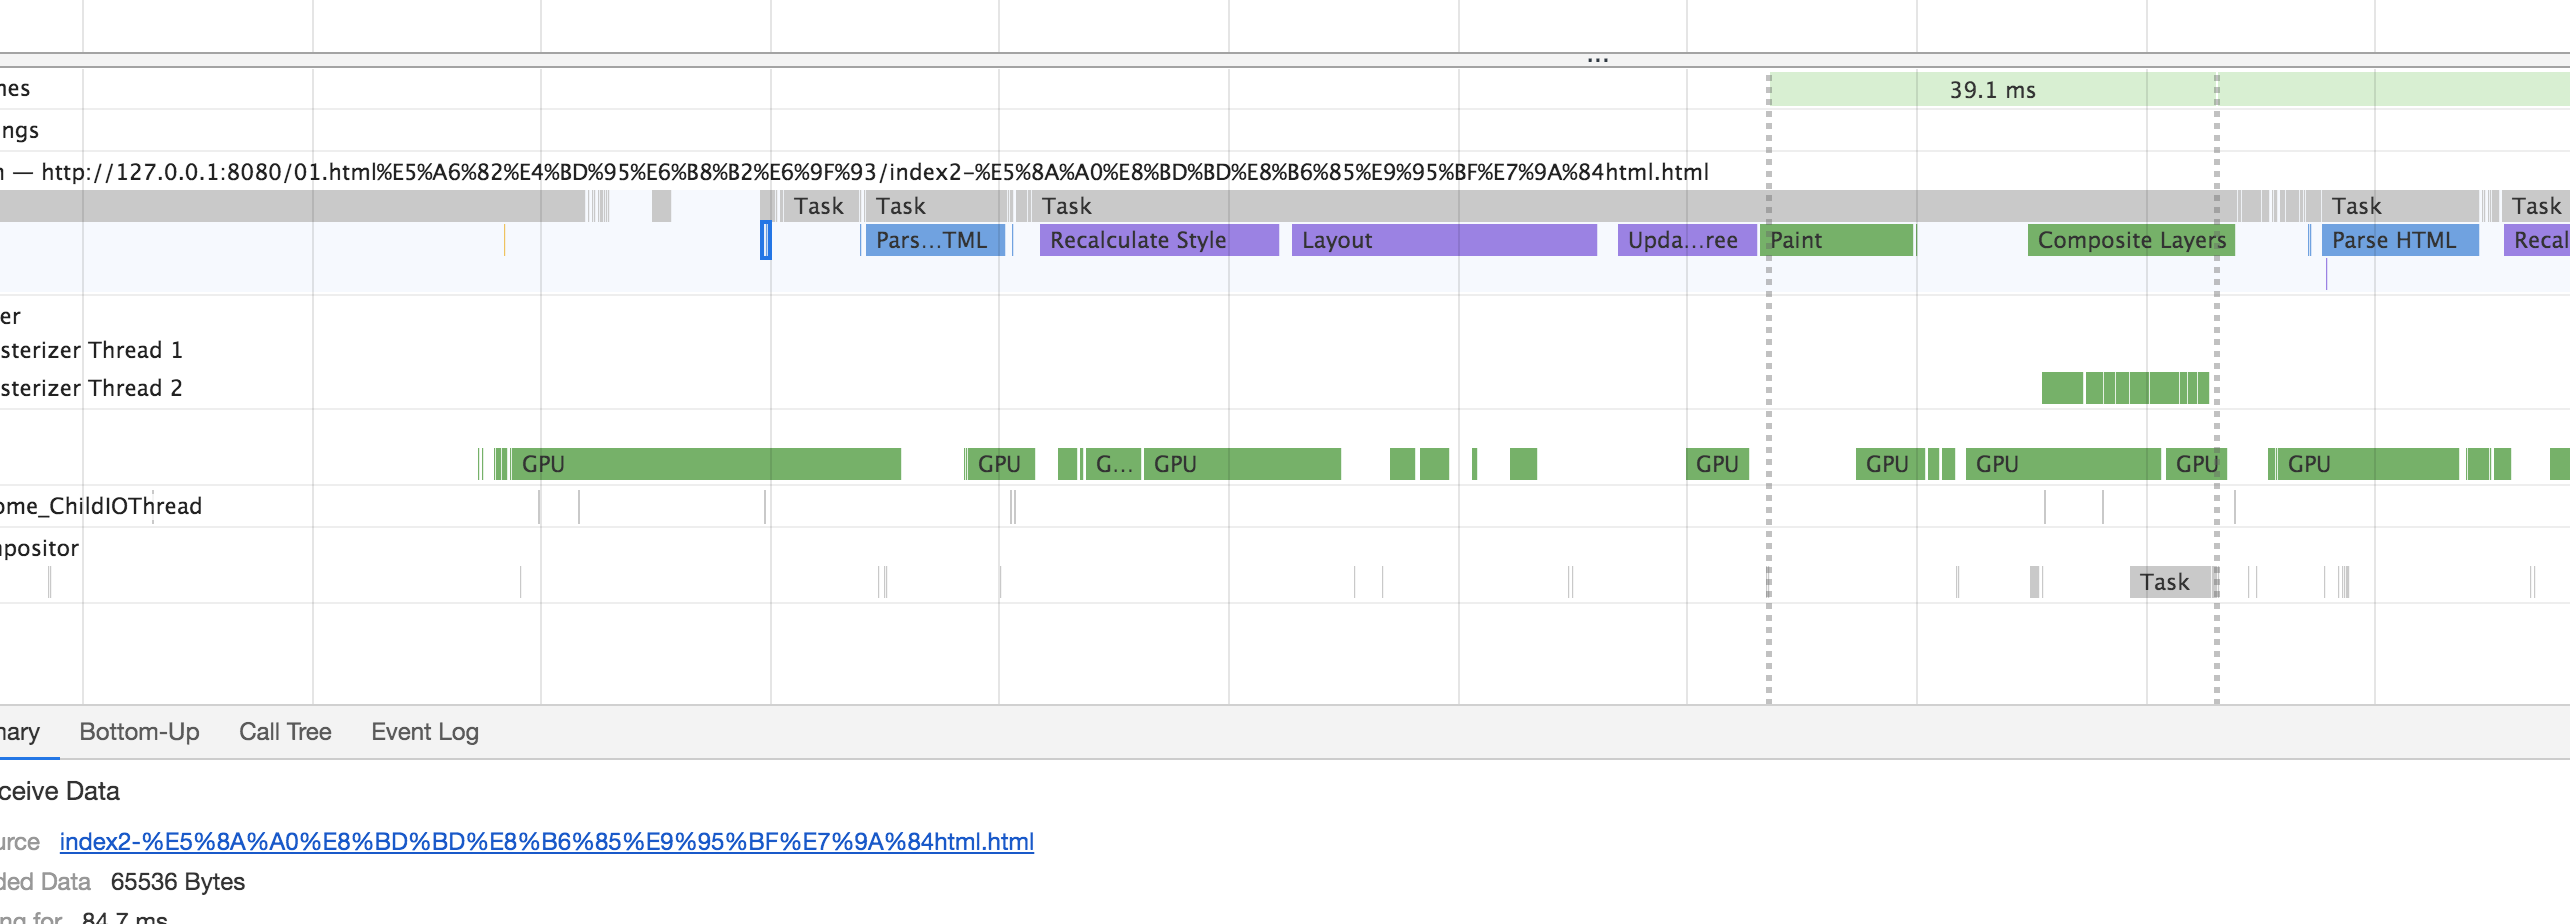 ...
nes
39.1 ms
ngs
n — http://127.0.0.1:8080/01.html%E5%A6%82%E4%BD%95%E6%B8%B2%E6%9F%93/index2-%E5%8A%A0%E8%BD%BD%E8%B6%85%E9%95%BF%E7%9A%84html.html
Task Task Task Task Task
Pars...TML Recalculate Style Layout Upda...ree Paint Composite Layers Parse HTML Recal
er
sterizer Thread 1
sterizer Thread 2
GPU GPU G... GPU GPU GPU GPU GPU GPU
ome_ChildIOThread
npositor
Task
nary Bottom-Up Call Tree Event Log
ceive Data
urce index2-%E5%8A%A0%E8%BD%BD%E8%B6%85%E9%95%BF%E7%9A%84html.html
ded Data 65536 Bytes
ng for 84.7 ms